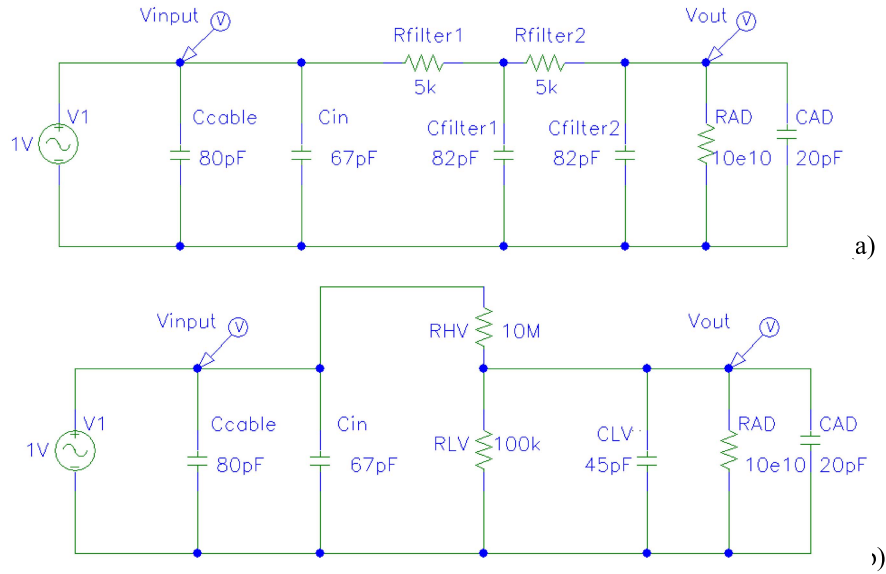 Vinput V
Rfilter1 Rfilter2
Vout V
5k 5k
V1
1V
Ccable
80pF
Cin
67pF
Cfilter1
82pF
Cfilter2
82pF
RAD
10e10
CAD
20pF
a)
Vinput V
RHV 10M
Vout V
V1
1V
Ccable
80pF
Cin
67pF
RLV 100k
CLV
45pF
RAD
10e10
CAD
20pF